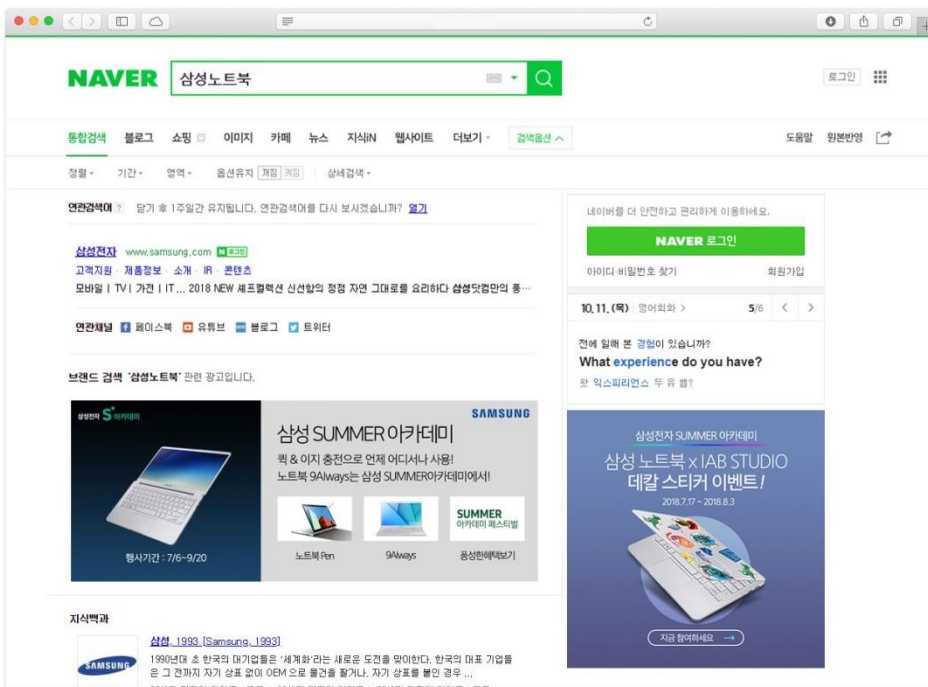 NAVER
삼성노트북
로그인
통합검색 블로그 쇼핑 이미지 카페 뉴스 지식iN 웹사이트 더보기 검색옵션
도움말 원본반영
정렬 기간 영역 옵션유지 꺼짐 켜짐 상세검색
연관검색어 ? 닫기 후 1주일간 유지됩니다. 연관검색어를 다시 보시겠습니까? 열기
삼성전자 www.samsung.com N 로그인
고객지원 · 제품정보 · 소개 · IR · 콘텐츠
모바일 | TV | 가전 | IT ... 2018 NEW 셰프컬렉션 신선함의 정점 자연 그대로를 요리하다 삼성닷컴만의 풍···
연관채널 페이스북 유튜브 블로그 트위터
브랜드 검색 '삼성노트북' 관련 광고입니다.
삼성전자 S 아카데미
행사기간 : 7/6~9/20
SAMSUNG
삼성 SUMMER 아카데미
퀵 & 이지 충전으로 언제 어디서나 사용!
노트북 9Always는 삼성 SUMMER아카데미에서!
SUMMER
아카데미 페스티벌
노트북 Pen 9Always 풍성한혜택보기
지식백과
SAMSUNG
삼성, 1993 [Samsung, 1993]
1990년대 초 한국의 대기업들은 '세계화'라는 새로운 도전을 맞이한다. 한국의 대표 기업들
은 그 전까지 자기 상표 없이 OEM 으로 물건을 팔거나, 자기 상표를 붙인 경우 ...
네이버를 더 안전하고 편리하게 이용하세요.
NAVER 로그인
아이디·비밀번호 찾기 회원가입
10.11.(목) 영어회화 > 5/6
전에 일해 본 경험이 있습니까?
What experience do you have?
왓 익스피리언스 두 유 햅?
삼성전자 SUMMER 아카데미
삼성 노트북 x IAB STUDIO
데칼 스티커 이벤트!
2018.7.17 ~ 2018.8.3
지금 참여하세요 →